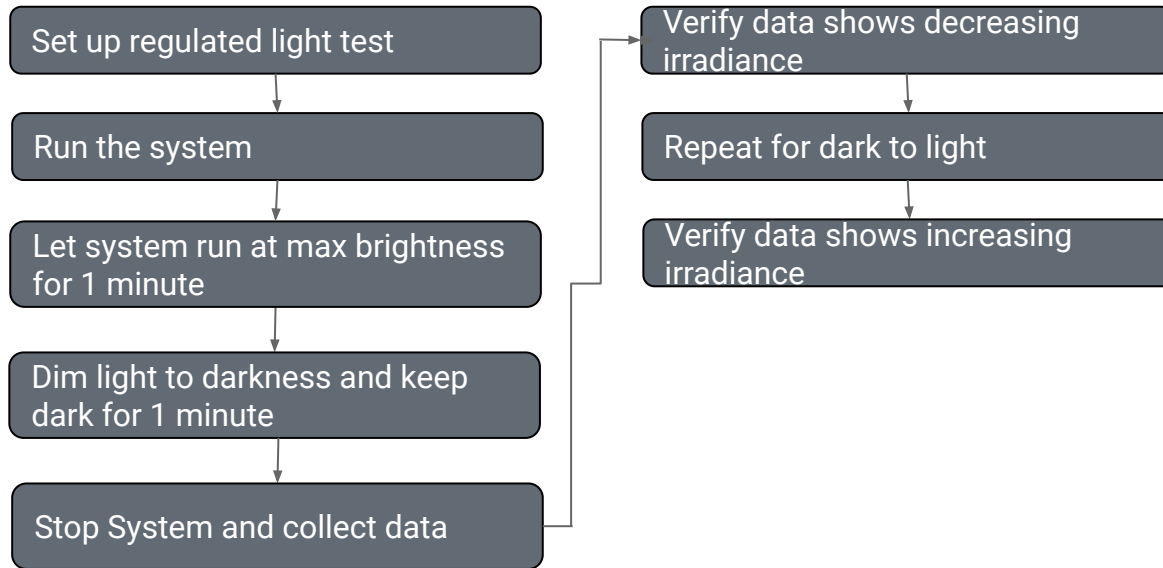 Set up regulated light test
Run the system
Let system run at max brightness
for 1 minute
Dim light to darkness and keep
dark for 1 minute
Stop System and collect data
Verify data shows decreasing
irradiance
Repeat for dark to light
Verify data shows increasing
irradiance